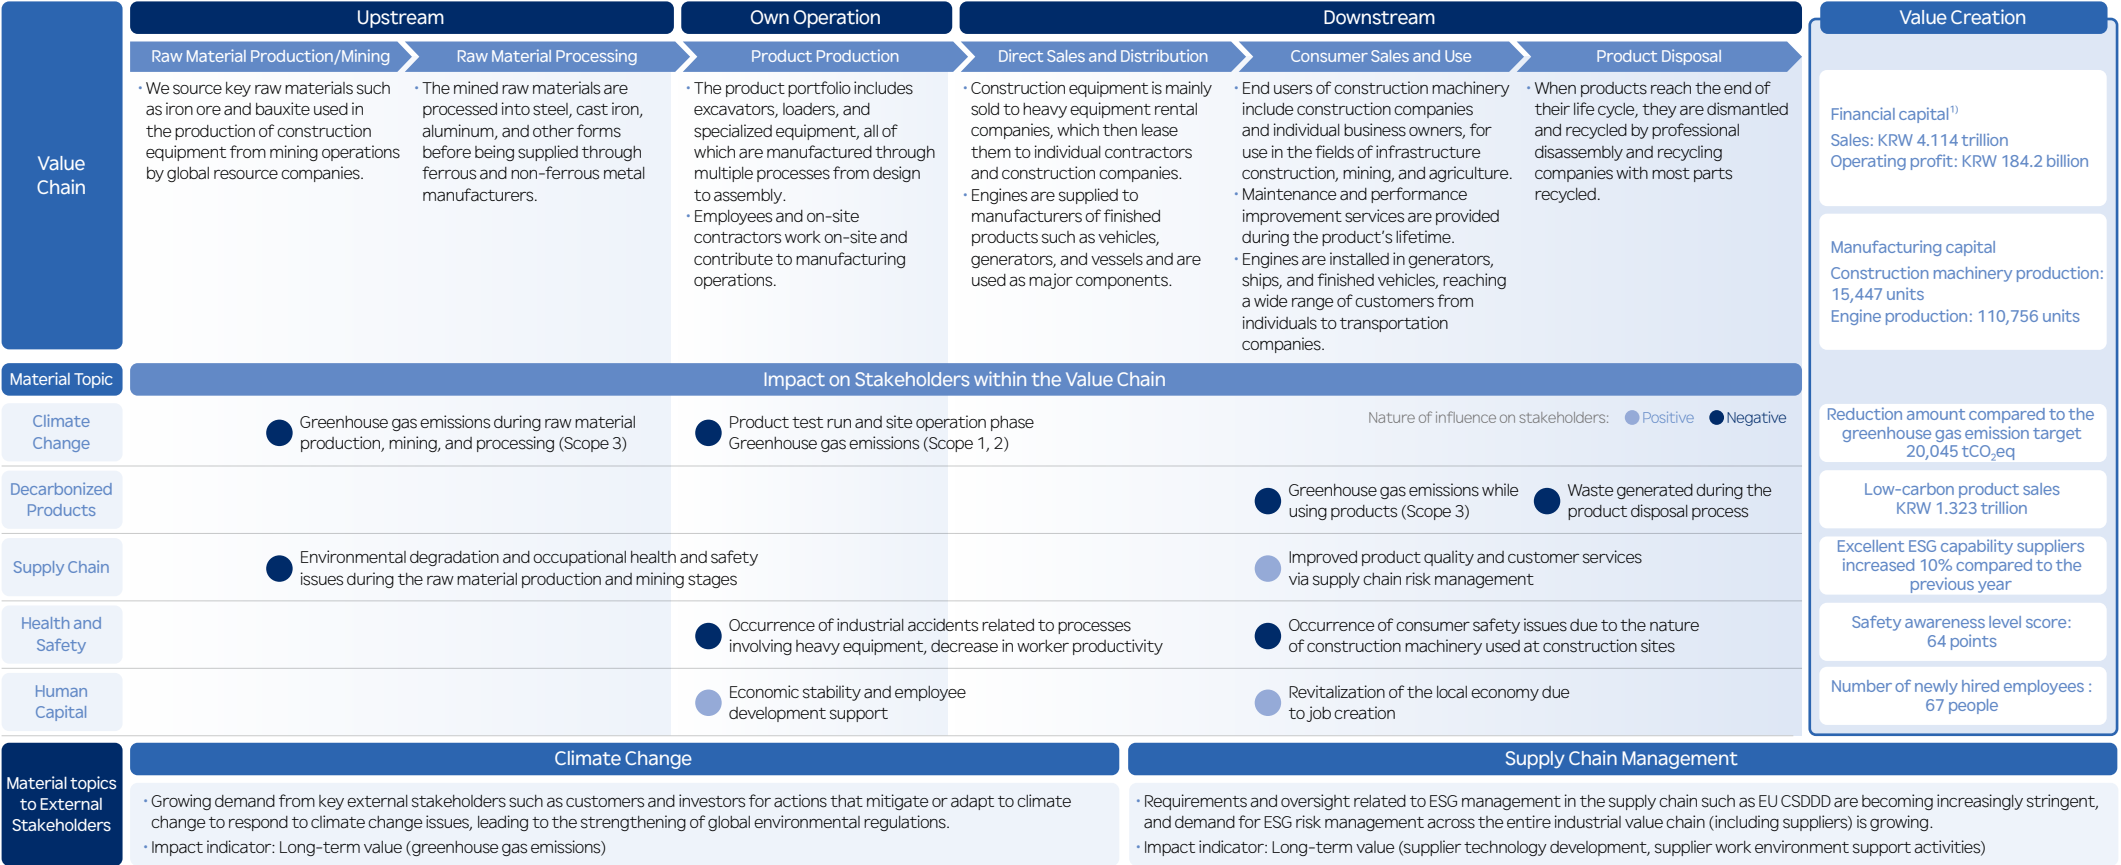 Upstream
Own Operation
Downstream
Value Creation
Raw Material Production/Mining
Raw Material Processing
Product Production
Direct Sales and Distribution
Consumer Sales and Use
Product Disposal
Value
Chain
· We source key raw materials such
as iron ore and bauxite used in
the production of construction
equipment from mining operations
by global resource companies.
· The mined raw materials are
processed into steel, cast iron,
aluminum, and other forms
before being supplied through
ferrous and non-ferrous metal
manufacturers.
· The product portfolio includes
excavators, loaders, and
specialized equipment, all of
which are manufactured through
multiple processes from design
to assembly.
· Employees and on-site
contractors work on-site and
contribute to manufacturing
operations.
· Construction equipment is mainly
sold to heavy equipment rental
companies, which then lease
them to individual contractors
and construction companies.
· Engines are supplied to
manufacturers of finished
products such as vehicles,
generators, and vessels and are
used as major components.
· End users of construction machinery
include construction companies
and individual business owners, for
use in the fields of infrastructure
construction, mining, and agriculture.
· Maintenance and performance
improvement services are provided
during the product's lifetime.
· Engines are installed in generators,
ships, and finished vehicles, reaching
a wide range of customers from
individuals to transportation
companies.
· When products reach the end of
their life cycle, they are dismantled
and recycled by professional
disassembly and recycling
companies with most parts
recycled.
Financial capital1)
Sales: KRW 4.114 trillion
Operating profit: KRW 184.2 billion
Manufacturing capital
Construction machinery production:
15,447 units
Engine production: 110,756 units
Material Topic
Impact on Stakeholders within the Value Chain
Climate
Change
Greenhouse gas emissions during raw material
production, mining, and processing (Scope 3)
Product test run and site operation phase
Greenhouse gas emissions (Scope 1, 2)
Nature of influence on stakeholders: Positive Negative
Reduction amount compared to the
greenhouse gas emission target
20,045 tCO2eq
Decarbonized
Products
Greenhouse gas emissions while
using products (Scope 3)
Waste generated during the
product disposal process
Low-carbon product sales
KRW 1.323 trillion
Supply Chain
Environmental degradation and occupational health and safety
issues during the raw material production and mining stages
Improved product quality and customer services
via supply chain risk management
Excellent ESG capability suppliers
increased 10% compared to the
previous year
Health and
Safety
Occurrence of industrial accidents related to processes
involving heavy equipment, decrease in worker productivity
Occurrence of consumer safety issues due to the nature
of construction machinery used at construction sites
Safety awareness level score:
64 points
Human
Capital
Economic stability and employee
development support
Revitalization of the local economy due
to job creation
Number of newly hired employees :
67 people
Material topics
to External
Stakeholders
Climate Change
· Growing demand from key external stakeholders such as customers and investors for actions that mitigate or adapt to climate
change to respond to climate change issues, leading to the strengthening of global environmental regulations.
· Impact indicator: Long-term value (greenhouse gas emissions)
Supply Chain Management
· Requirements and oversight related to ESG management in the supply chain such as EU CSDDD are becoming increasingly stringent,
and demand for ESG risk management across the entire industrial value chain (including suppliers) is growing.
· Impact indicator: Long-term value (supplier technology development, supplier work environment support activities)